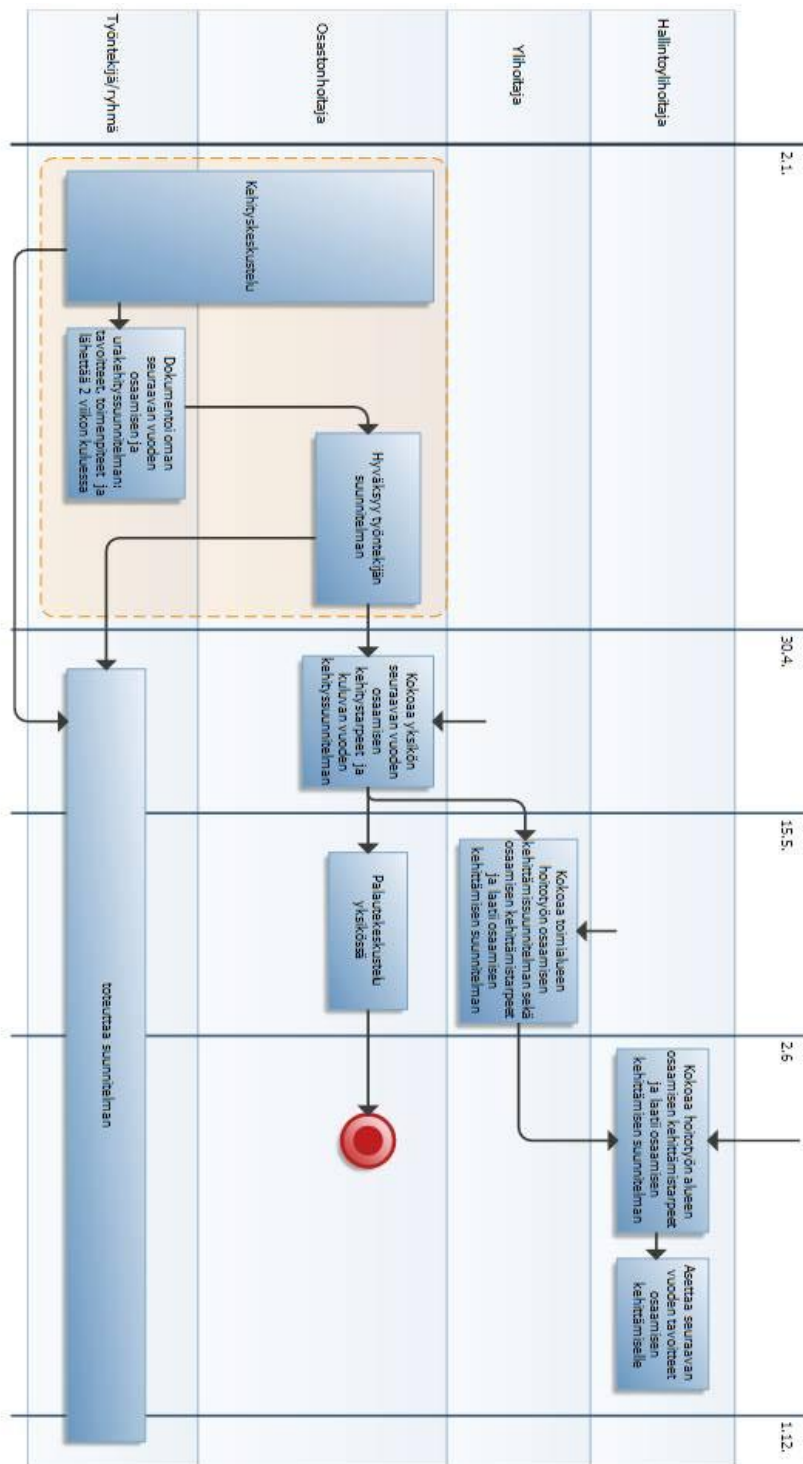 2.1.
30.4.
15.5.
2.6
1.12.
Hallintoylihoitaja
Kokoaa hoitotyön alueen
osaamisen kehittämistarpeet
ja laatii osaamisen
kehittämisen suunnitelman
Asettaa seuraavan
vuoden tavoitteet
osaamisen
kehittämiselle
Ylihoitaja
Kokoaa toimialueen
hoitotyön osaamisen
kehittämissuunnitelman sekä
osaamisen kehittämistarpeet
ja laatii osaamisen
kehittämisen suunnitelman
Osastonhoitaja
Kehityskeskustelu
Hyväksyy työntekijän
suunnitelman
Kokoaa yksikön
seuraavan vuoden
osaamisen
kehitystarpeet ja
kuluvan vuoden
kehityssuunnitelman
Palautekeskustelu
yksikössä
Työntekijä/ryhmä
Dokumentoi oman
seuraavan vuoden
osaamisen ja
urakehityssuunnitelman:
tavoitteet, toimenpiteet ja
lähettää 2 viikon kuluessa
toteuttaa suunnitelman